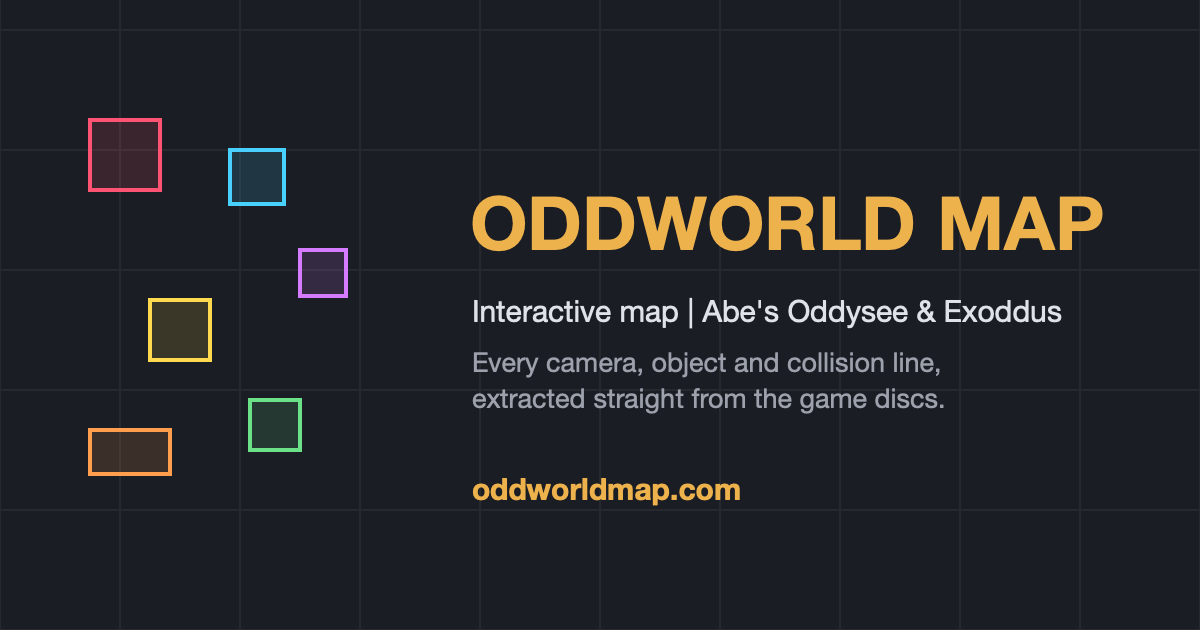 ODDWORLD MAP
Interactive map | Abe's Oddysee & Exoddus
Every camera, object and collision line,
extracted straight from the game discs.
oddworldmap.com